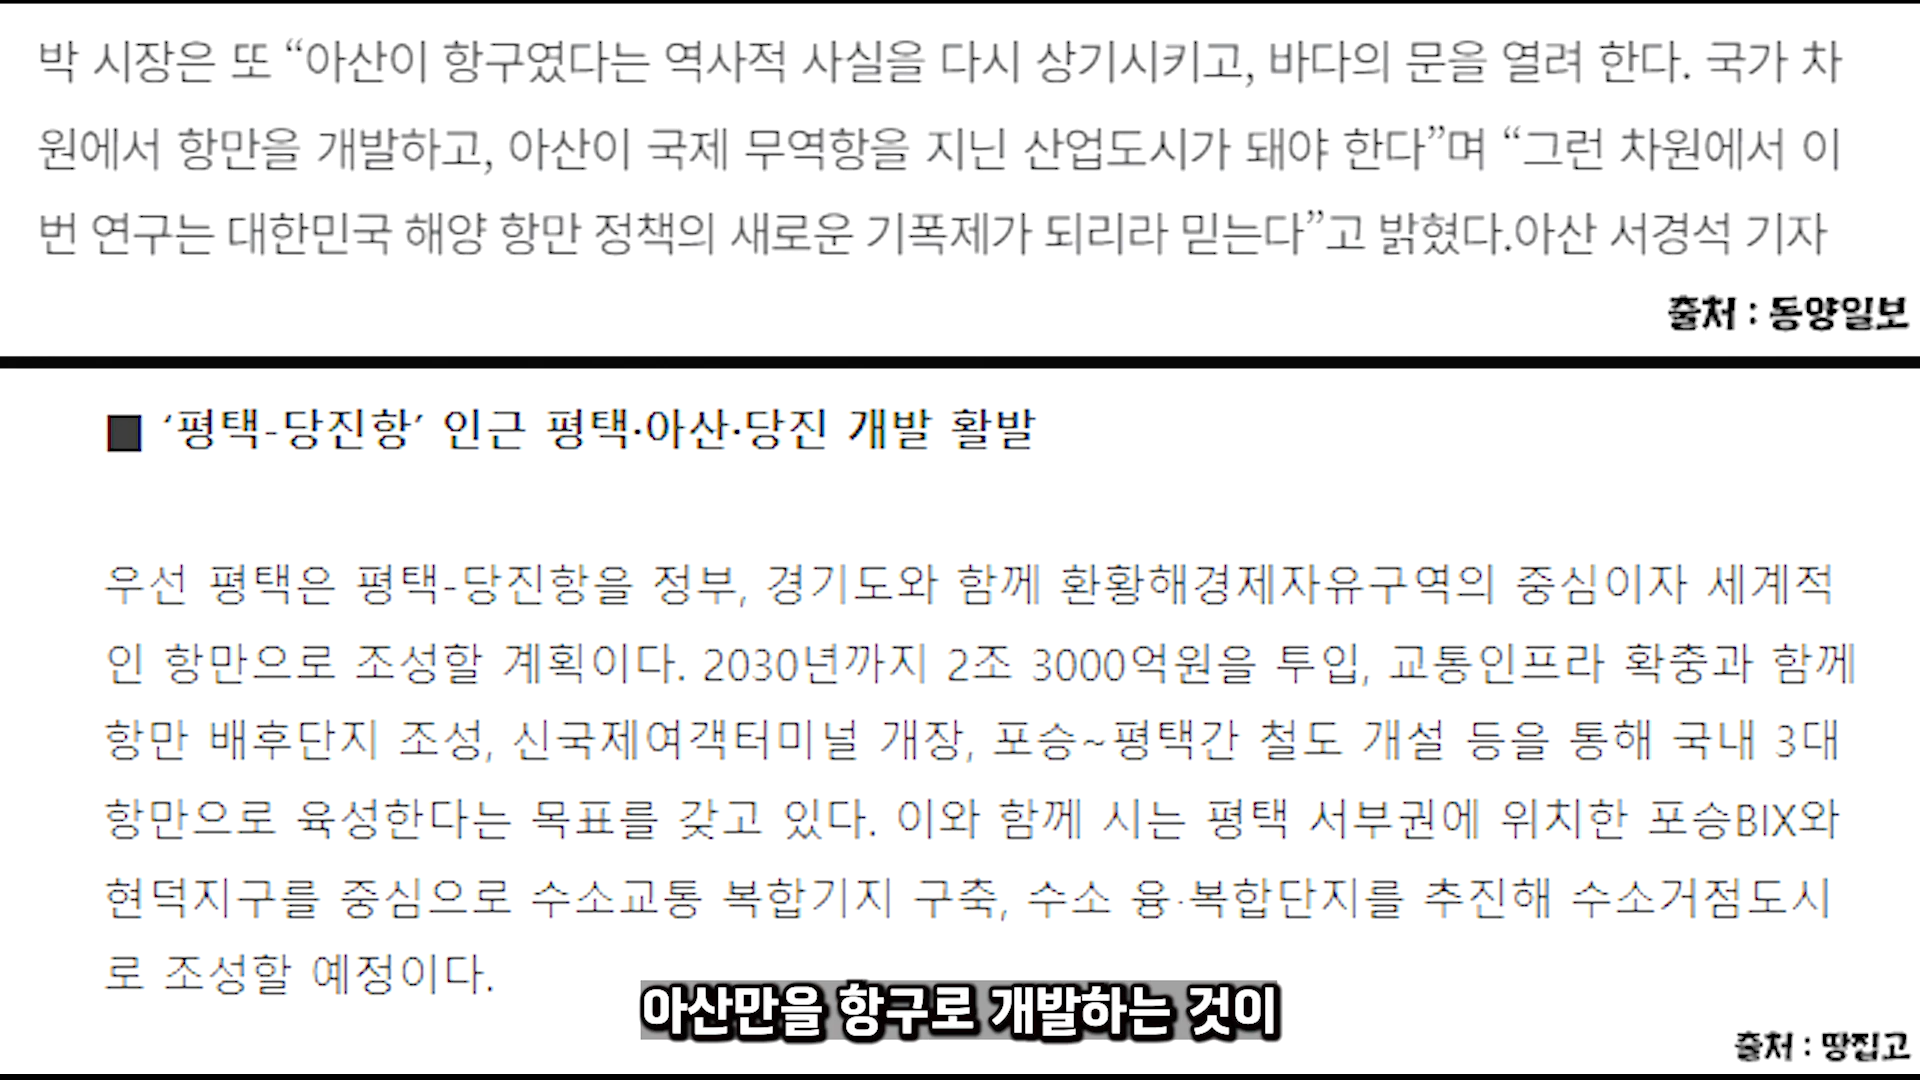 박 시장은 또 “아산이 항구였다는 역사적 사실을 다시 상기시키고, 바다의 문을 열려 한다. 국가 차
원에서 항만을 개발하고, 아산이 국제 무역항을 지닌 산업도시가 돼야 한다”며 “그런 차원에서 이
번 연구는 대한민국 해양 항만 정책의 새로운 기폭제가 되리라 믿는다”고 밝혔다.아산 서경석 기자
출처 : 동양일보
■ ‘평택-당진항’ 인근 평택·아산·당진 개발 활발
우선 평택은 평택-당진항을 정부, 경기도와 함께 환황해경제자유구역의 중심이자 세계적
인 항만으로 조성할 계획이다. 2030년까지 2조 3000억원을 투입, 교통인프라 확충과 함께
항만 배후단지 조성, 신국제여객터미널 개장, 포승~평택간 철도 개설 등을 통해 국내 3대
항만으로 육성한다는 목표를 갖고 있다. 이와 함께 시는 평택 서부권에 위치한 포승BIX와
현덕지구를 중심으로 수소교통 복합기지 구축, 수소 융·복합단지를 추진해 수소거점도시
로 조성할 예정이다.
아산만을 항구로 개발하는 것이
출처 : 땅집고